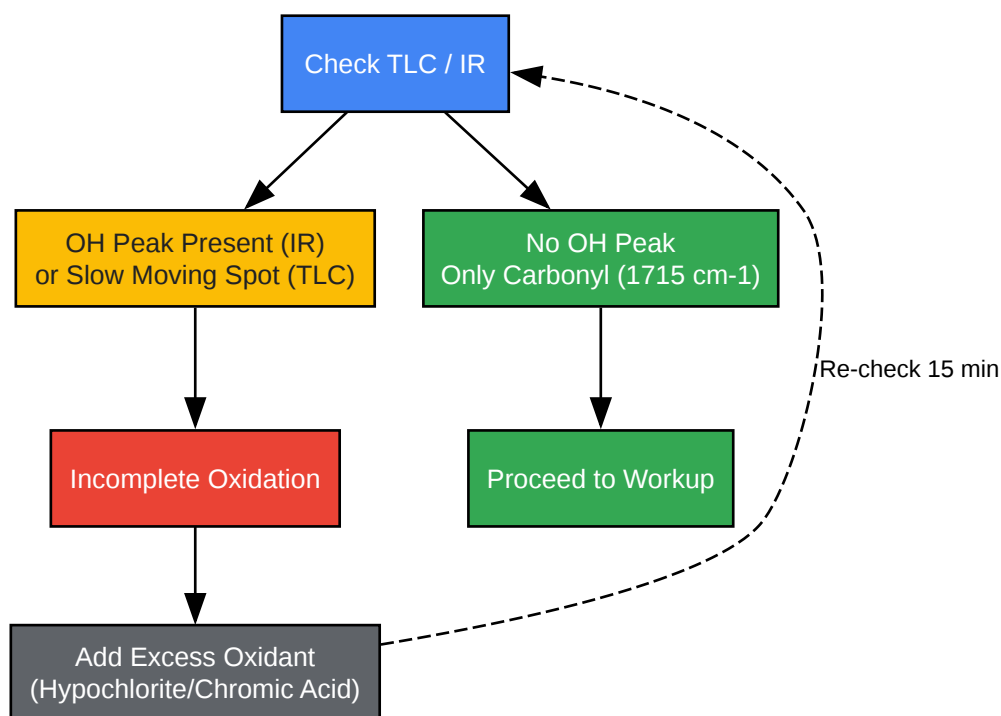 Check TLC / IR
OH Peak Present (IR)
or Slow Moving Spot (TLC)
No OH Peak
Only Carbonyl (1715 cm-1)
Re-check 15 min
Incomplete Oxidation
Proceed to Workup
Add Excess Oxidant
(Hypochlorite/Chromic Acid)